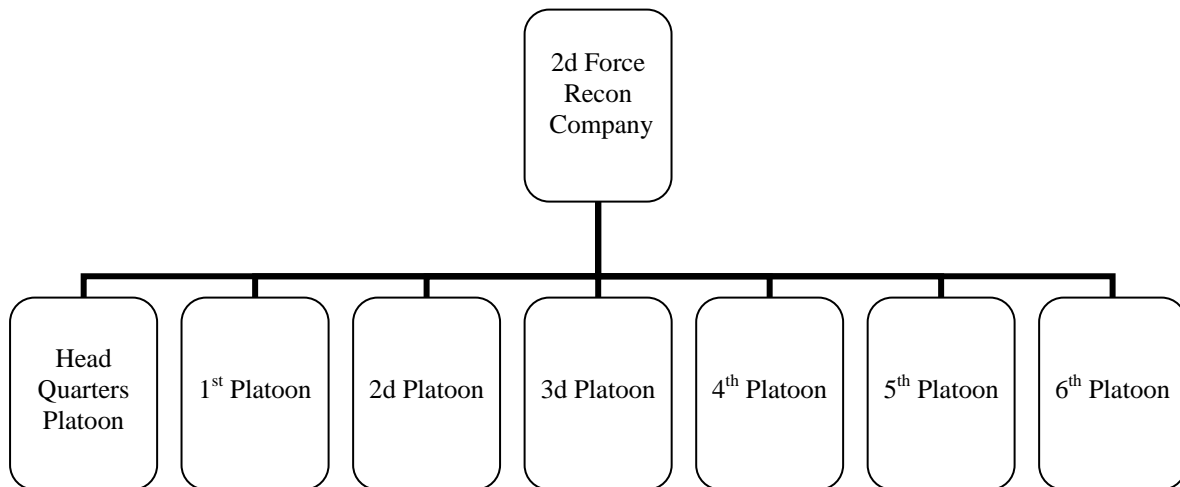 2d Force
Recon
Company
Head
Quarters
Platoon
1st Platoon
2d Platoon
3d Platoon
4th Platoon
5th Platoon
6th Platoon